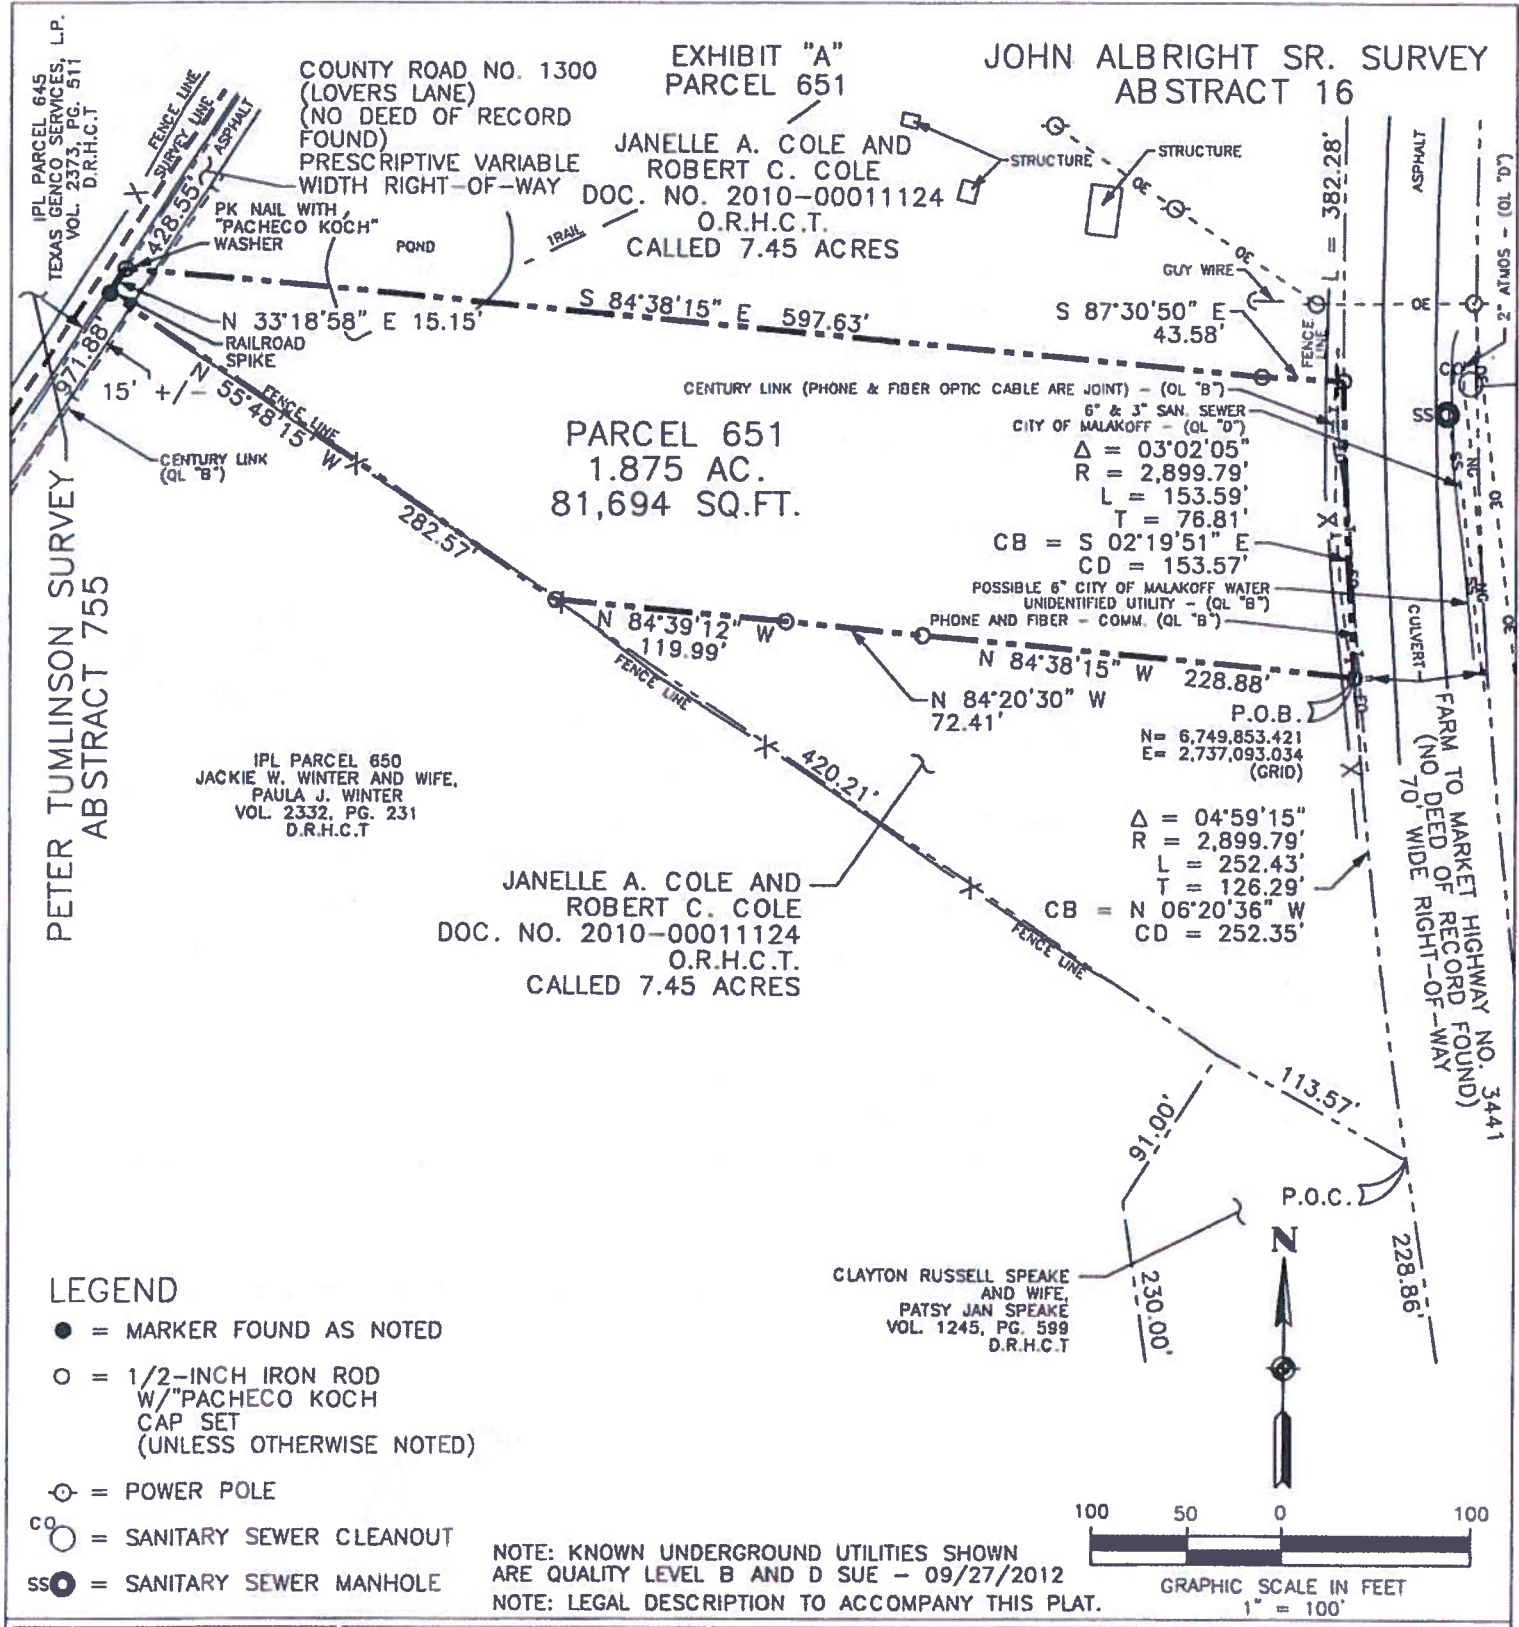 EXHIBIT "A"
PARCEL 651
JOHN ALBRIGHT SR. SURVEY
ABSTRACT 16
IPL PARCEL 645
TEXAS GENCO SERVICES, L.P.
VOL. 2373, PG. 511
D.R.H.C.T
FENCE LINE
SURVEY LINE
ASPHALT
428.55'
COUNTY ROAD NO. 1300
(LOVERS LANE)
(NO DEED OF RECORD
FOUND)
PRESCRIPTIVE VARIABLE
WIDTH RIGHT-OF-WAY
PK NAIL WITH
"PACHECO KOCH"
WASHER
POND
TRAIL
JANELLE A. COLE AND
ROBERT C. COLE
DOC. NO. 2010-00011124
O.R.H.C.T.
CALLED 7.45 ACRES
STRUCTURE
STRUCTURE
OE
OE
GUY WIRE
L = 382.28'
ASPHALT
2" ATMOS - (QL "D")
OE
S 84°38'15" E 597.63'
S 87°30'50" E
43.58'
FENCE
LINE
N 33°18'58" E 15.15'
RAILROAD
SPIKE
971.88'
15' +/-
N 55°48'15" W
FENCE LINE
282.57'
CENTURY LINK
(QL "B")
CENTURY LINK (PHONE & FIBER OPTIC CABLE ARE JOINT) - (QL "B")
6" & 3" SAN. SEWER
CITY OF MALAKOFF - (QL "D")
CO
SS
PARCEL 651
1.875 AC.
81,694 SQ.FT.
Δ = 03°02'05"
R = 2,899.79'
L = 153.59'
T = 76.81'
CB = S 02°19'51" E
CD = 153.57'
SS
NG
OE
POSSIBLE 6" CITY OF MALAKOFF WATER
UNIDENTIFIED UTILITY - (QL "B")
PHONE AND FIBER - COMM. (QL "B")
SS
NG
OE
CULVERT
PETER TUMLINSON SURVEY
ABSTRACT 755
N 84°39'12" W
119.99'
FENCE LINE
N 84°38'15" W 228.88'
N 84°20'30" W
72.41'
P.O.B.
N= 6,749,853.421
E= 2,737,093.034
(GRID)
FARM TO MARKET HIGHWAY NO. 3441
(NO DEED OF RECORD FOUND)
70' WIDE RIGHT-OF-WAY
IPL PARCEL 650
JACKIE W. WINTER AND WIFE,
PAULA J. WINTER
VOL. 2332, PG. 231
D.R.H.C.T
420.21'
Δ = 04°59'15"
R = 2,899.79'
L = 252.43'
T = 126.29'
CB = N 06°20'36" W
CD = 252.35'
JANELLE A. COLE AND
ROBERT C. COLE
DOC. NO. 2010-00011124
O.R.H.C.T.
CALLED 7.45 ACRES
FENCE LINE
113.57'
91.00'
P.O.C.
228.86'
230.00'
N
CLAYTON RUSSELL SPEAKE
AND WIFE,
PATSY JAN SPEAKE
VOL. 1245, PG. 599
D.R.H.C.T
LEGEND
= MARKER FOUND AS NOTED
= 1/2-INCH IRON ROD
W/"PACHECO KOCH
CAP SET
(UNLESS OTHERWISE NOTED)
= POWER POLE
CO = SANITARY SEWER CLEANOUT
SS = SANITARY SEWER MANHOLE
NOTE: KNOWN UNDERGROUND UTILITIES SHOWN
ARE QUALITY LEVEL B AND D SUE - 09/27/2012
NOTE: LEGAL DESCRIPTION TO ACCOMPANY THIS PLAT.
100 50 0 100
GRAPHIC SCALE IN FEET
1" = 100'